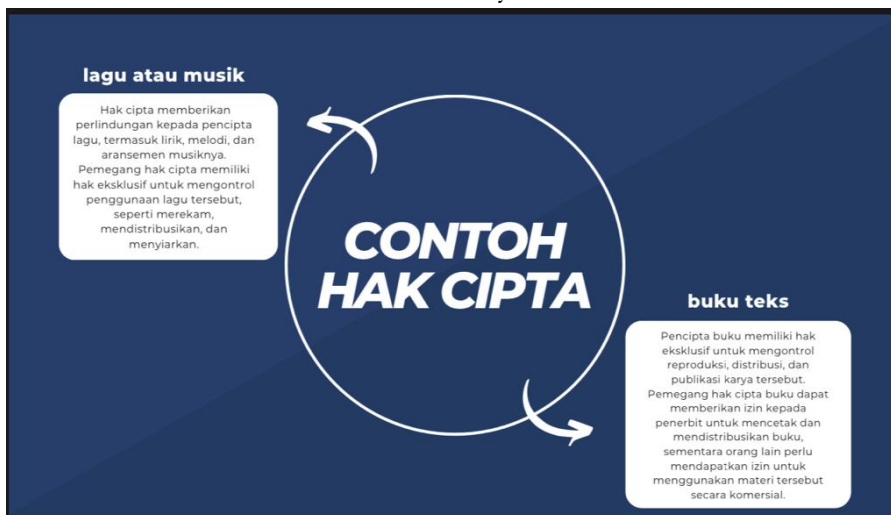 lagu atau musik
Hak cipta memberikan
perlindungan kepada pencipta
lagu, termasuk lirik, melodi, dan
aransemen musiknya.
Pemegang hak cipta memiliki
hak eksklusif untuk mengontrol
penggunaan lagu tersebut,
seperti merekam,
mendistribusikan, dan
menyiarkan.
CONTOH
HAK CIPTA
buku teks
Pencipta buku memiliki hak
eksklusif untuk mengontrol
reproduksi, distribusi, dan
publikasi karya tersebut.
Pemegang hak cipta buku dapat
memberikan izin kepada
penerbit untuk mencetak dan
mendistribusikan buku,
sementara orang lain perlu
mendapatkan izin untuk
menggunakan materi tersebut
secara komersial.